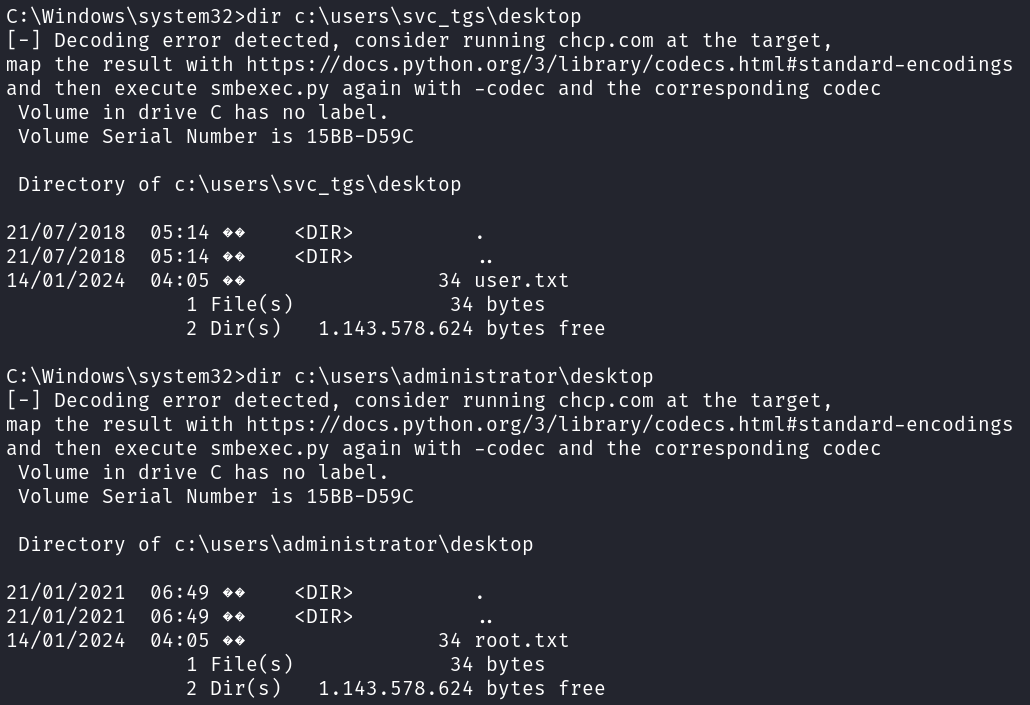 C:\Windows\system32>dir c:\users\svc_tgs\desktop
[-] Decoding error detected, consider running chcp.com at the target,
map the result with https://docs.python.org/3/library/codecs.html#standard-encodings
and then execute smbexec.py again with -codec and the corresponding codec
 Volume in drive C has no label.
 Volume Serial Number is 15BB-D59C

 Directory of c:\users\svc_tgs\desktop

21/07/2018  05:14 ��    <DIR>          .
21/07/2018  05:14 ��    <DIR>          ..
14/01/2024  04:05 ��                34 user.txt
               1 File(s)             34 bytes
               2 Dir(s)   1.143.578.624 bytes free

C:\Windows\system32>dir c:\users\administrator\desktop
[-] Decoding error detected, consider running chcp.com at the target,
map the result with https://docs.python.org/3/library/codecs.html#standard-encodings
and then execute smbexec.py again with -codec and the corresponding codec
 Volume in drive C has no label.
 Volume Serial Number is 15BB-D59C

 Directory of c:\users\administrator\desktop

21/01/2021  06:49 ��    <DIR>          .
21/01/2021  06:49 ��    <DIR>          ..
14/01/2024  04:05 ��                34 root.txt
               1 File(s)             34 bytes
               2 Dir(s)   1.143.578.624 bytes free